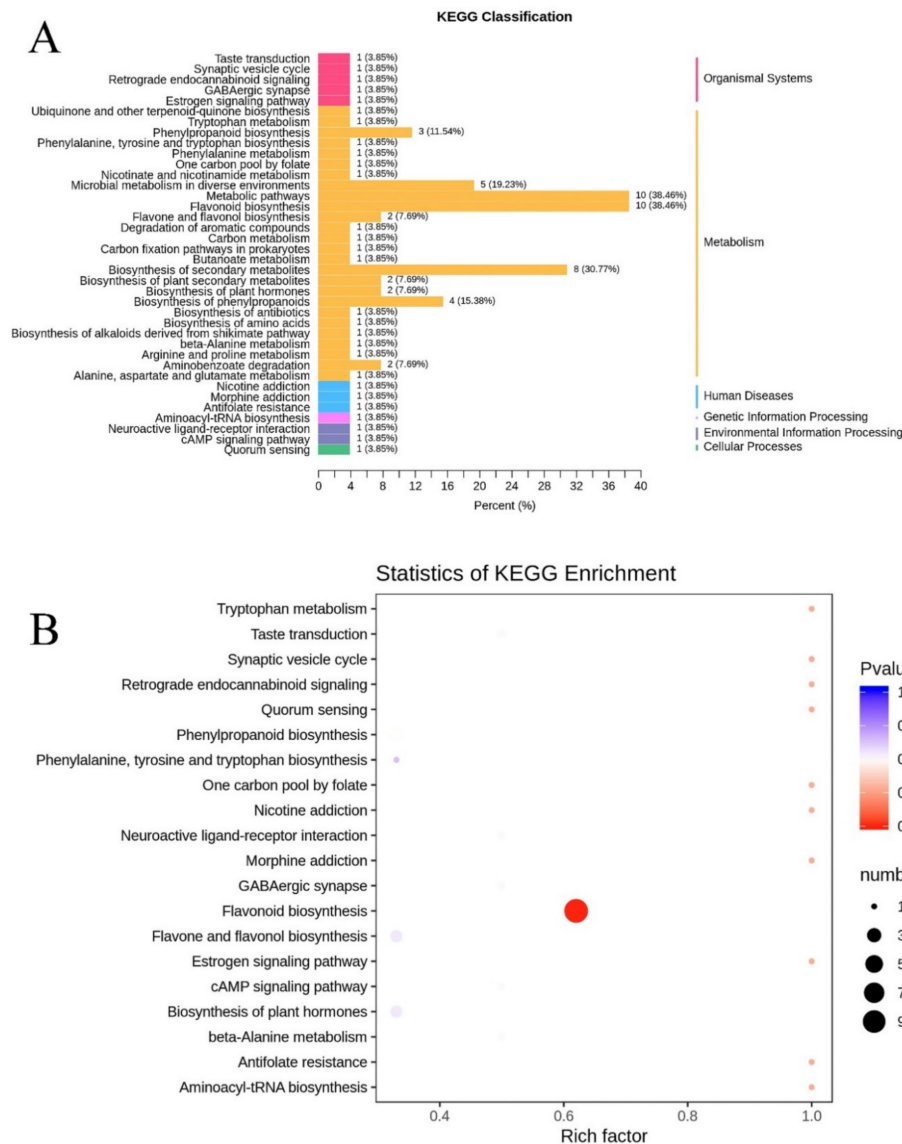 KEGG Classification
A
Taste transduction 1 (3.85%)
Synaptic vesicle cycle 1 (3.85%)
Retrograde endocannabinoid signaling 1 (3.85%)
GABAergic synapse 1 (3.85%)
Estrogen signaling pathway 1 (3.85%)
Ubiquinone and other terpenoid-quinone biosynthesis 1 (3.85%)
Tryptophan metabolism 1 (3.85%)
Phenylpropanoid biosynthesis 3 (11.54%)
Phenylalanine, tyrosine and tryptophan biosynthesis 1 (3.85%)
Phenylalanine metabolism 1 (3.85%)
One carbon pool by folate 1 (3.85%)
Nicotinate and nicotinamide metabolism 1 (3.85%)
Microbial metabolism in diverse environments 5 (19.23%)
Metabolic pathways 10 (38.46%)
Flavonoid biosynthesis 10 (38.46%)
Flavone and flavonol biosynthesis 2 (7.69%)
Degradation of aromatic compounds 1 (3.85%)
Carbon metabolism 1 (3.85%)
Carbon fixation pathways in prokaryotes 1 (3.85%)
Butanoate metabolism 1 (3.85%)
Biosynthesis of secondary metabolites 8 (30.77%)
Biosynthesis of plant secondary metabolites 2 (7.69%)
Biosynthesis of plant hormones 2 (7.69%)
Biosynthesis of phenylpropanoids 4 (15.38%)
Biosynthesis of antibiotics 1 (3.85%)
Biosynthesis of amino acids 1 (3.85%)
Biosynthesis of alkaloids derived from shikimate pathway 1 (3.85%)
beta-Alanine metabolism 1 (3.85%)
Arginine and proline metabolism 1 (3.85%)
Aminobenzoate degradation 2 (7.69%)
Alanine, aspartate and glutamate metabolism 1 (3.85%)
Nicotine addiction 1 (3.85%)
Morphine addiction 1 (3.85%)
Antifolate resistance 1 (3.85%)
Aminoacyl-tRNA biosynthesis 1 (3.85%)
Neuroactive ligand-receptor interaction 1 (3.85%)
cAMP signaling pathway 1 (3.85%)
Quorum sensing 1 (3.85%)
Organismal Systems
Metabolism
Human Diseases
Genetic Information Processing
Environmental Information Processing
Cellular Processes
0 4 8 12 16 20 24 28 32 36 40
Percent (%)
Statistics of KEGG Enrichment
B
Tryptophan metabolism
Taste transduction
Synaptic vesicle cycle
Retrograde endocannabinoid signaling
Quorum sensing
Phenylpropanoid biosynthesis
Phenylalanine, tyrosine and tryptophan biosynthesis
One carbon pool by folate
Nicotine addiction
Neuroactive ligand-receptor interaction
Morphine addiction
GABAergic synapse
Flavonoid biosynthesis
Flavone and flavonol biosynthesis
Estrogen signaling pathway
cAMP signaling pathway
Biosynthesis of plant hormones
beta-Alanine metabolism
Antifolate resistance
Aminoacyl-tRNA biosynthesis
0.4 0.6 0.8 1.0
Rich factor
Pvalu
1
0
0
0
0
numb
1
3
5
7
9